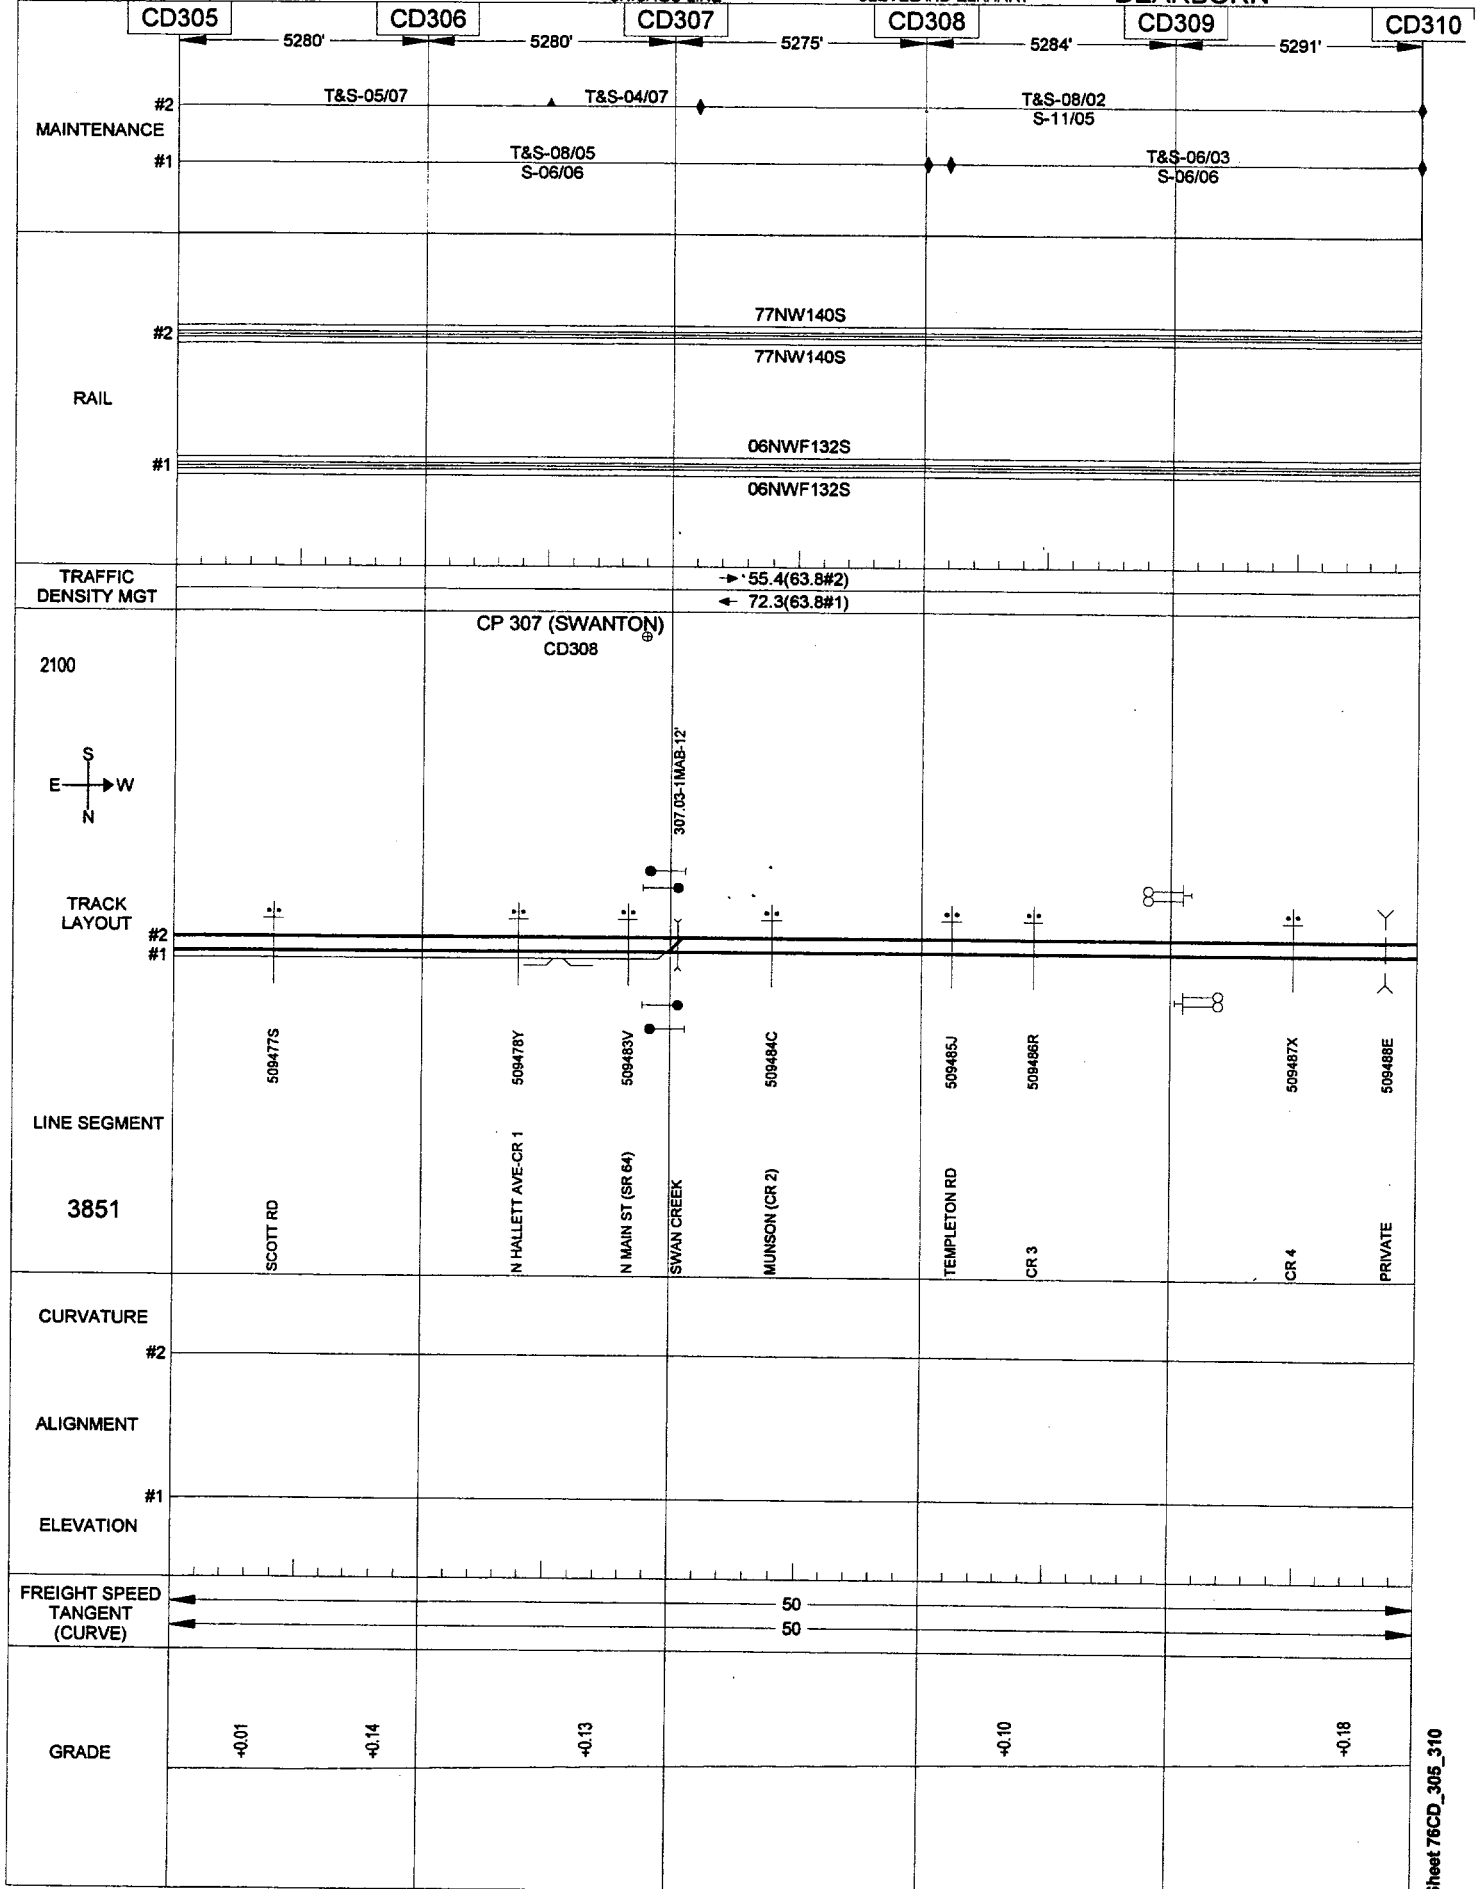 DEARBORN
CD305 CD306 CD307 CD308 CD309 CD310
5280' 5280' 5275' 5284' 5291'
#2 T&S-05/07 T&S-04/07 T&S-08/02
S-11/05
MAINTENANCE
#1 T&S-08/05 T&S-06/03
S-06/06 S-06/06
77NW140S
#2
77NW140S
RAIL
06NWF132S
#1
06NWF132S
TRAFFIC
DENSITY MGT
55.4(63.8#2)
72.3(63.8#1)
CP 307 (SWANTON)
CD308
2100
S
E W
N
307.03-1MAB-12'
TRACK
LAYOUT
#2
#1
509477S
509478Y
509483V
509484C
509485J
509486R
509487X
509488E
LINE SEGMENT
3851
SCOTT RD
N HALLETT AVE-CR 1
N MAIN ST (SR 64)
SWAN CREEK
MUNSON (CR 2)
TEMPLETON RD
CR 3
CR 4
PRIVATE
CURVATURE
#2
ALIGNMENT
#1
ELEVATION
FREIGHT SPEED
TANGENT
(CURVE)
50
50
GRADE
+0.01
+0.14
+0.13
+0.10
+0.18
Sheet 76CD_305_310